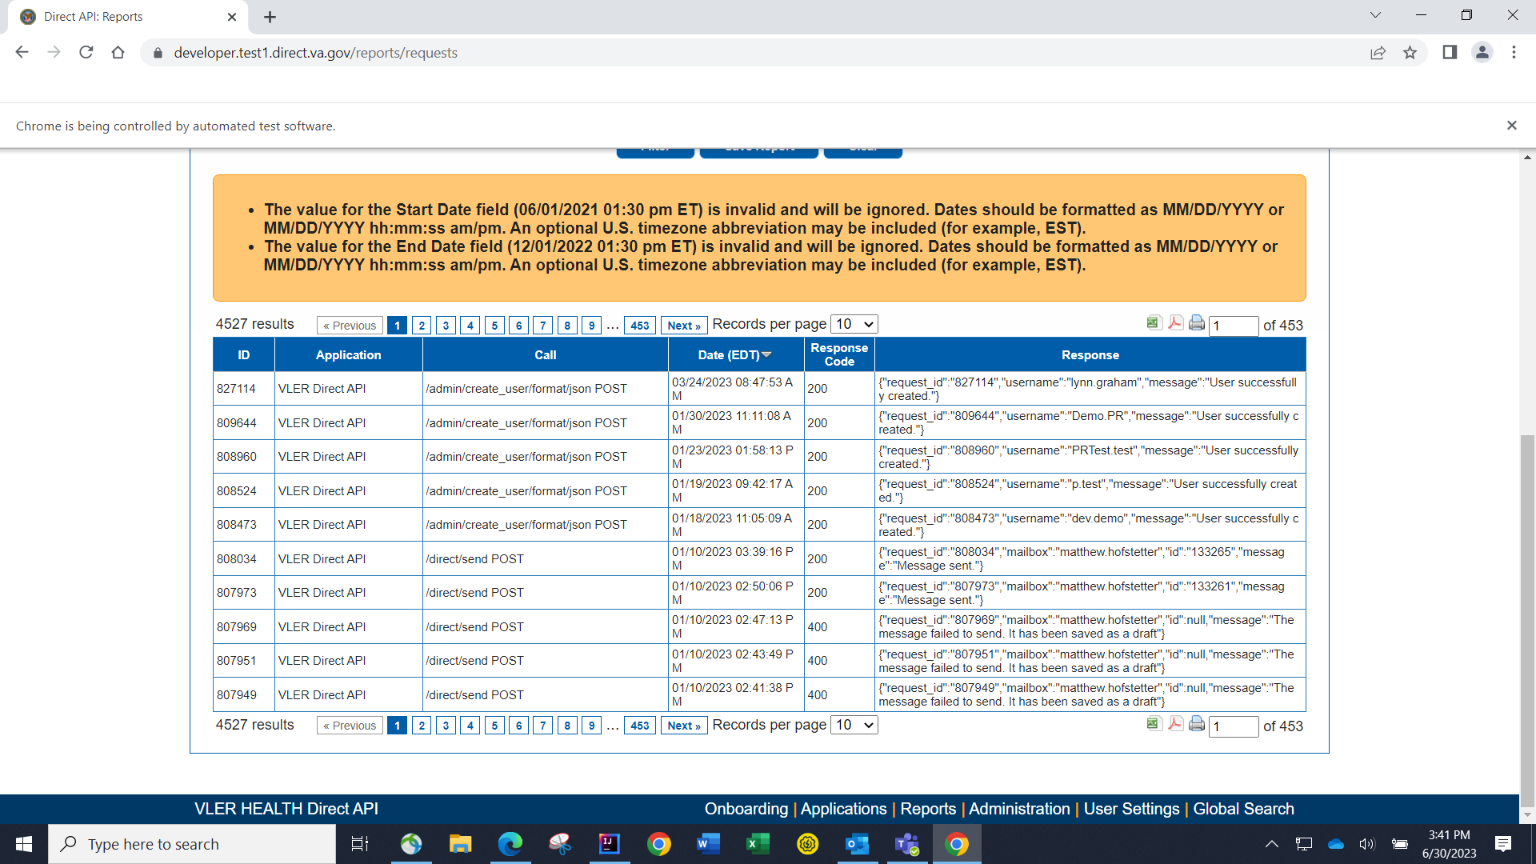 Direct API: Reports
developer.test1.direct.va.gov/reports/requests
Chrome is being controlled by automated test software.
• The value for the Start Date field (06/01/2021 01:30 pm ET) is invalid and will be ignored. Dates should be formatted as MM/DD/YYYY or
MM/DD/YYYY hh:mm:ss am/pm. An optional U.S. timezone abbreviation may be included (for example, EST).
• The value for the End Date field (12/01/2022 01:30 pm ET) is invalid and will be ignored. Dates should be formatted as MM/DD/YYYY or
MM/DD/YYYY hh:mm:ss am/pm. An optional U.S. timezone abbreviation may be included (for example, EST).
4527 results « Previous 1 2 3 4 5 6 7 8 9 ... 453 Next » Records per page 10 1 of 453
ID Application Call Date (EDT) Response Code Response
827114 VLER Direct API /admin/create_user/format/json POST 03/24/2023 08:47:53 A
M 200 {"request_id":"827114","username":"lynn.graham","message":"User successfull
y created."}
809644 VLER Direct API /admin/create_user/format/json POST 01/30/2023 11:11:08 A
M 200 {"request_id":"809644","username":"Demo.PR","message":"User successfully c
reated."}
808960 VLER Direct API /admin/create_user/format/json POST 01/23/2023 01:58:13 P
M 200 {"request_id":"808960","username":"PRTest.test","message":"User successfully
created."}
808524 VLER Direct API /admin/create_user/format/json POST 01/19/2023 09:42:17 A
M 200 {"request_id":"808524","username":"p.test","message":"User successfully creat
ed."}
808473 VLER Direct API /admin/create_user/format/json POST 01/18/2023 11:05:09 A
M 200 {"request_id":"808473","username":"dev.demo","message":"User successfully c
reated."}
808034 VLER Direct API /direct/send POST 01/10/2023 03:39:16 P
M 200 {"request_id":"808034","mailbox":"matthew.hofstetter","id":"133265","messag
e":"Message sent."}
807973 VLER Direct API /direct/send POST 01/10/2023 02:50:06 P
M 200 {"request_id":"807973","mailbox":"matthew.hofstetter","id":"133261","messag
e":"Message sent."}
807969 VLER Direct API /direct/send POST 01/10/2023 02:47:13 P
M 400 {"request_id":"807969","mailbox":"matthew.hofstetter","id":null,"message":"The
message failed to send. It has been saved as a draft"}
807951 VLER Direct API /direct/send POST 01/10/2023 02:43:49 P
M 400 {"request_id":"807951","mailbox":"matthew.hofstetter","id":null,"message":"The
message failed to send. It has been saved as a draft"}
807949 VLER Direct API /direct/send POST 01/10/2023 02:41:38 P
M 400 {"request_id":"807949","mailbox":"matthew.hofstetter","id":null,"message":"The
message failed to send. It has been saved as a draft"}
4527 results « Previous 1 2 3 4 5 6 7 8 9 ... 453 Next » Records per page 10 1 of 453
VLER HEALTH Direct API Onboarding | Applications | Reports | Administration | User Settings | Global Search
Type here to search
3:41 PM
6/30/2023